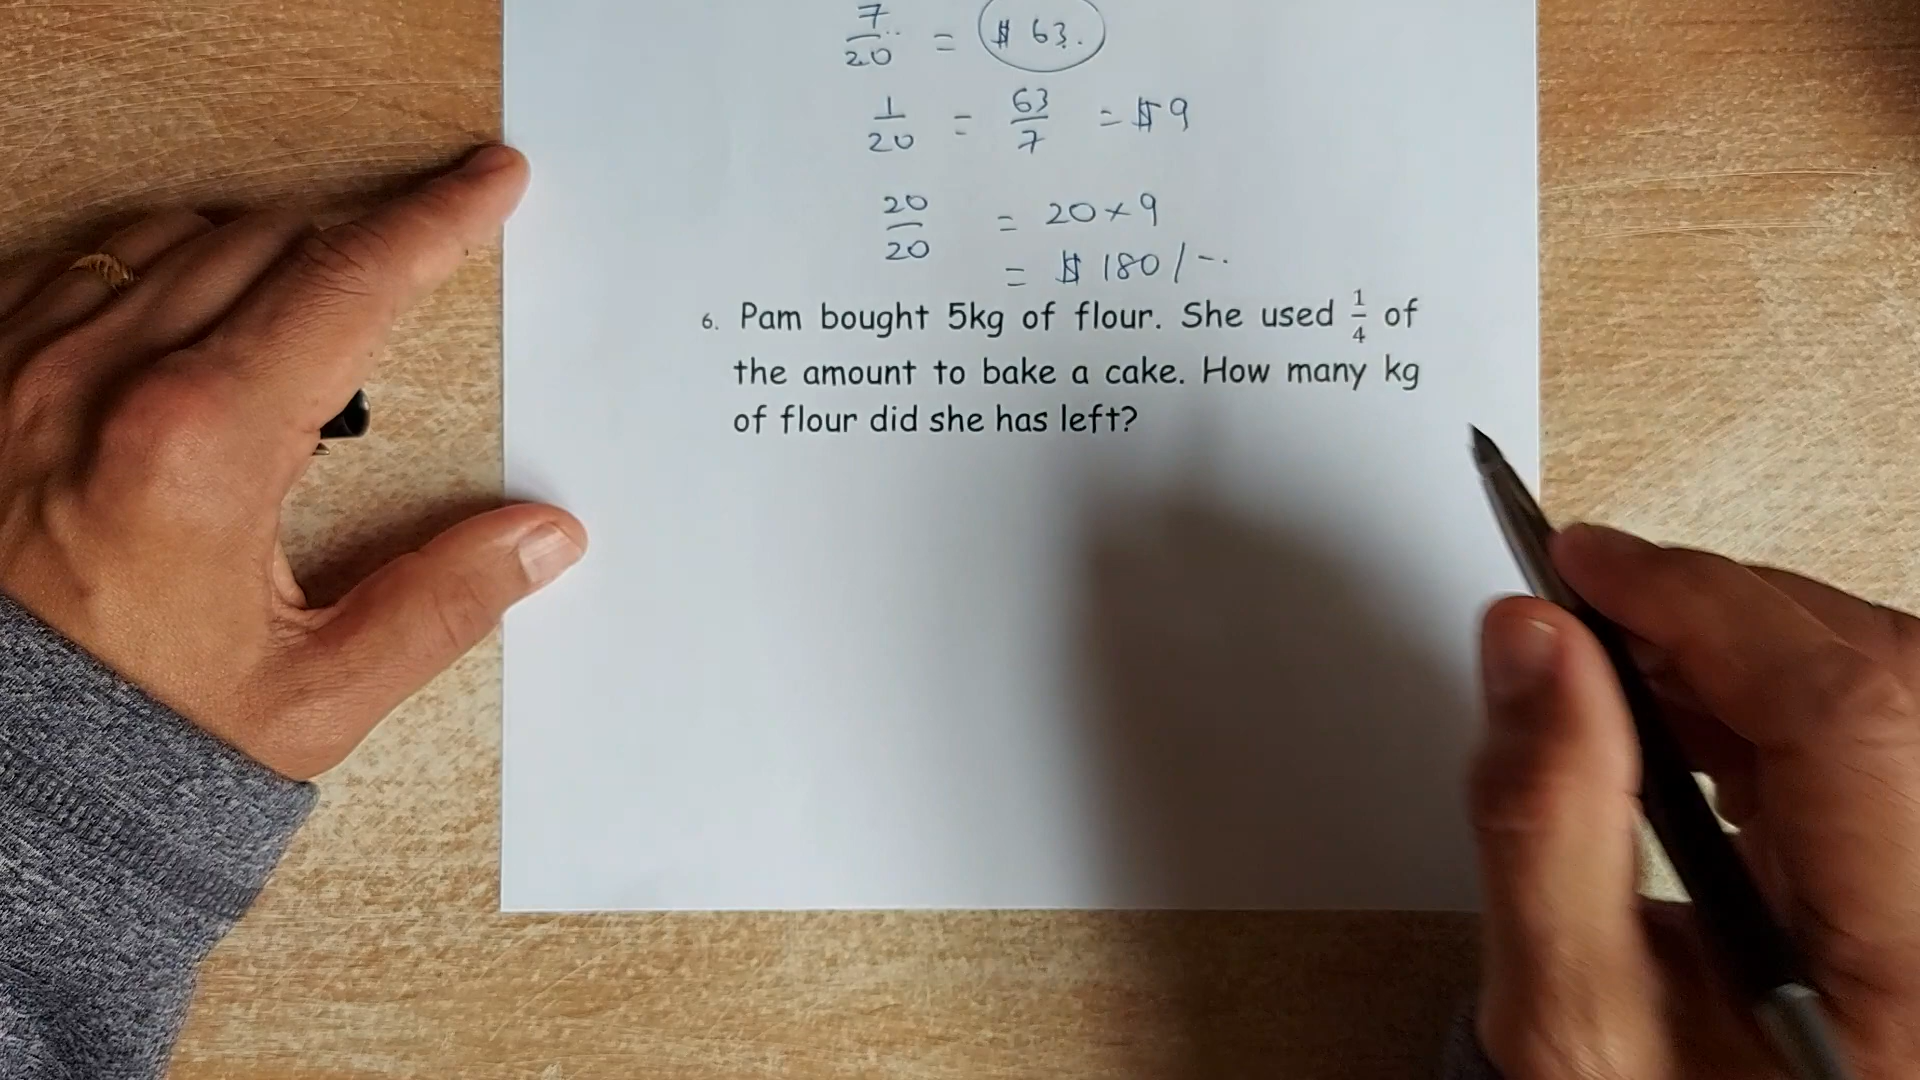 7/20 = $ 63.
1/20 = 63/7 = $9
20/20 = 20×9
= $ 180/-.
6. Pam bought 5kg of flour. She used 1/4 of
the amount to bake a cake. How many kg
of flour did she has left?